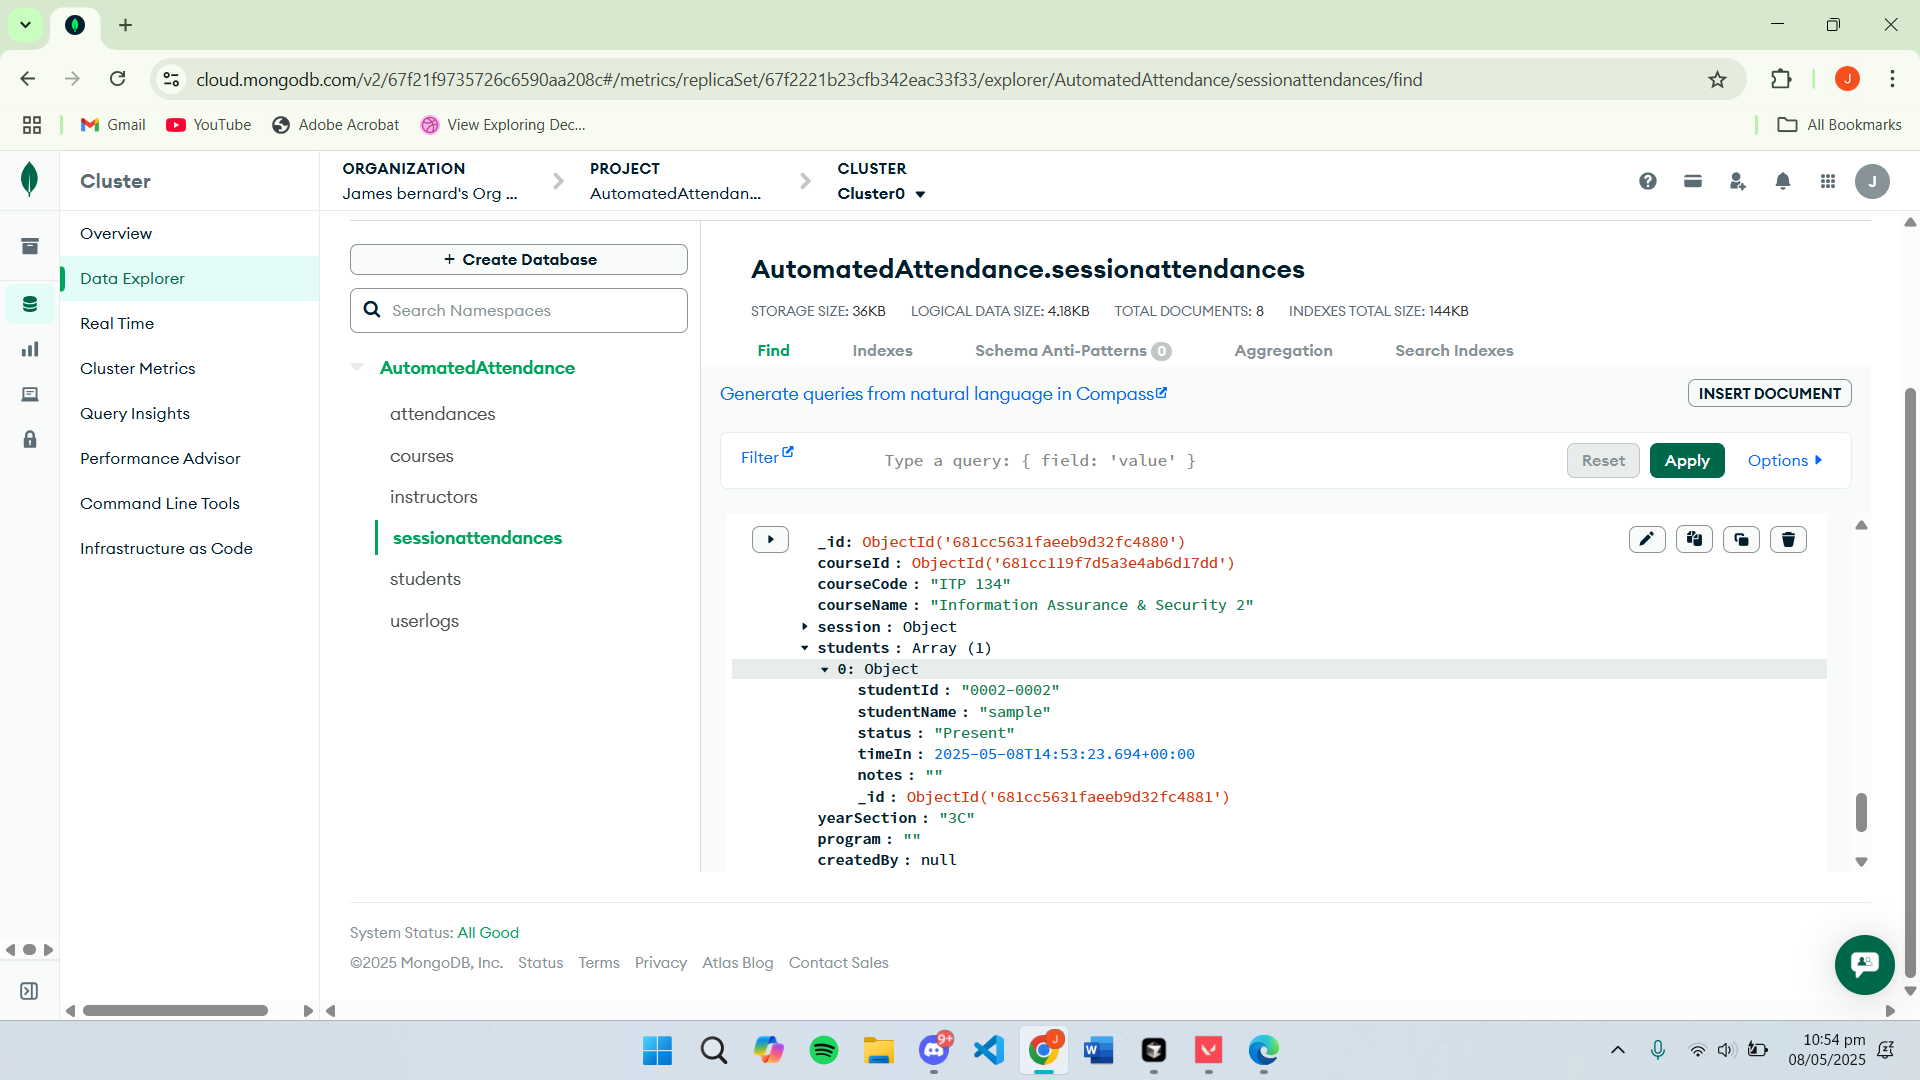 cloud.mongodb.com/v2/67f21f9735726c6590aa208c#/metrics/replicaSet/67f2221b23cfb342eac33f33/explorer/AutomatedAttendance/sessionattendances/find
J
Gmail
YouTube
Adobe Acrobat
View Exploring Dec...
All Bookmarks
Cluster
ORGANIZATION
James bernard's Org ...
PROJECT
AutomatedAttendan...
CLUSTER
Cluster0
J
Overview
Data Explorer
Real Time
Cluster Metrics
Query Insights
Performance Advisor
Command Line Tools
Infrastructure as Code
+ Create Database
Search Namespaces
AutomatedAttendance
attendances
courses
instructors
sessionattendances
students
userlogs
AutomatedAttendance.sessionattendances
STORAGE SIZE: 36KB LOGICAL DATA SIZE: 4.18KB TOTAL DOCUMENTS: 8 INDEXES TOTAL SIZE: 144KB
Find Indexes Schema Anti-Patterns 0 Aggregation Search Indexes
Generate queries from natural language in Compass
INSERT DOCUMENT
Filter
Type a query: { field: 'value' }
Reset
Apply
Options
_id: ObjectId('681cc5631faeeb9d32fc4880')
courseId : ObjectId('681cc119f7d5a3e4ab6d17dd')
courseCode : "ITP 134"
courseName : "Information Assurance & Security 2"
session : Object
students : Array (1)
0: Object
studentId : "0002-0002"
studentName : "sample"
status : "Present"
timeIn : 2025-05-08T14:53:23.694+00:00
notes : ""
_id : ObjectId('681cc5631faeeb9d32fc4881')
yearSection : "3C"
program : ""
createdBy : null
System Status: All Good
©2025 MongoDB, Inc. Status Terms Privacy Atlas Blog Contact Sales
9+
J
10:54 pm
08/05/2025